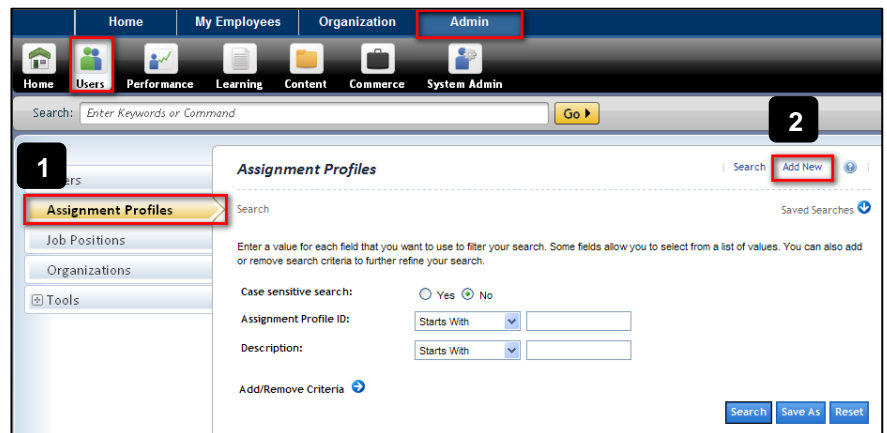 Home My Employees Organization Admin
Home Users Performance Learning Content Commerce System Admin
Search: Enter Keywords or Command Go
2
1
ers
Assignment Profiles
Job Positions
Organizations
Tools
Assignment Profiles
Search Add New
Search
Saved Searches
Enter a value for each field that you want to use to filter your search. Some fields allow you to select from a list of values. You can also add
or remove search criteria to further refine your search.
Case sensitive search: Yes No
Assignment Profile ID: Starts With
Description: Starts With
Add/Remove Criteria
Search Save As Reset